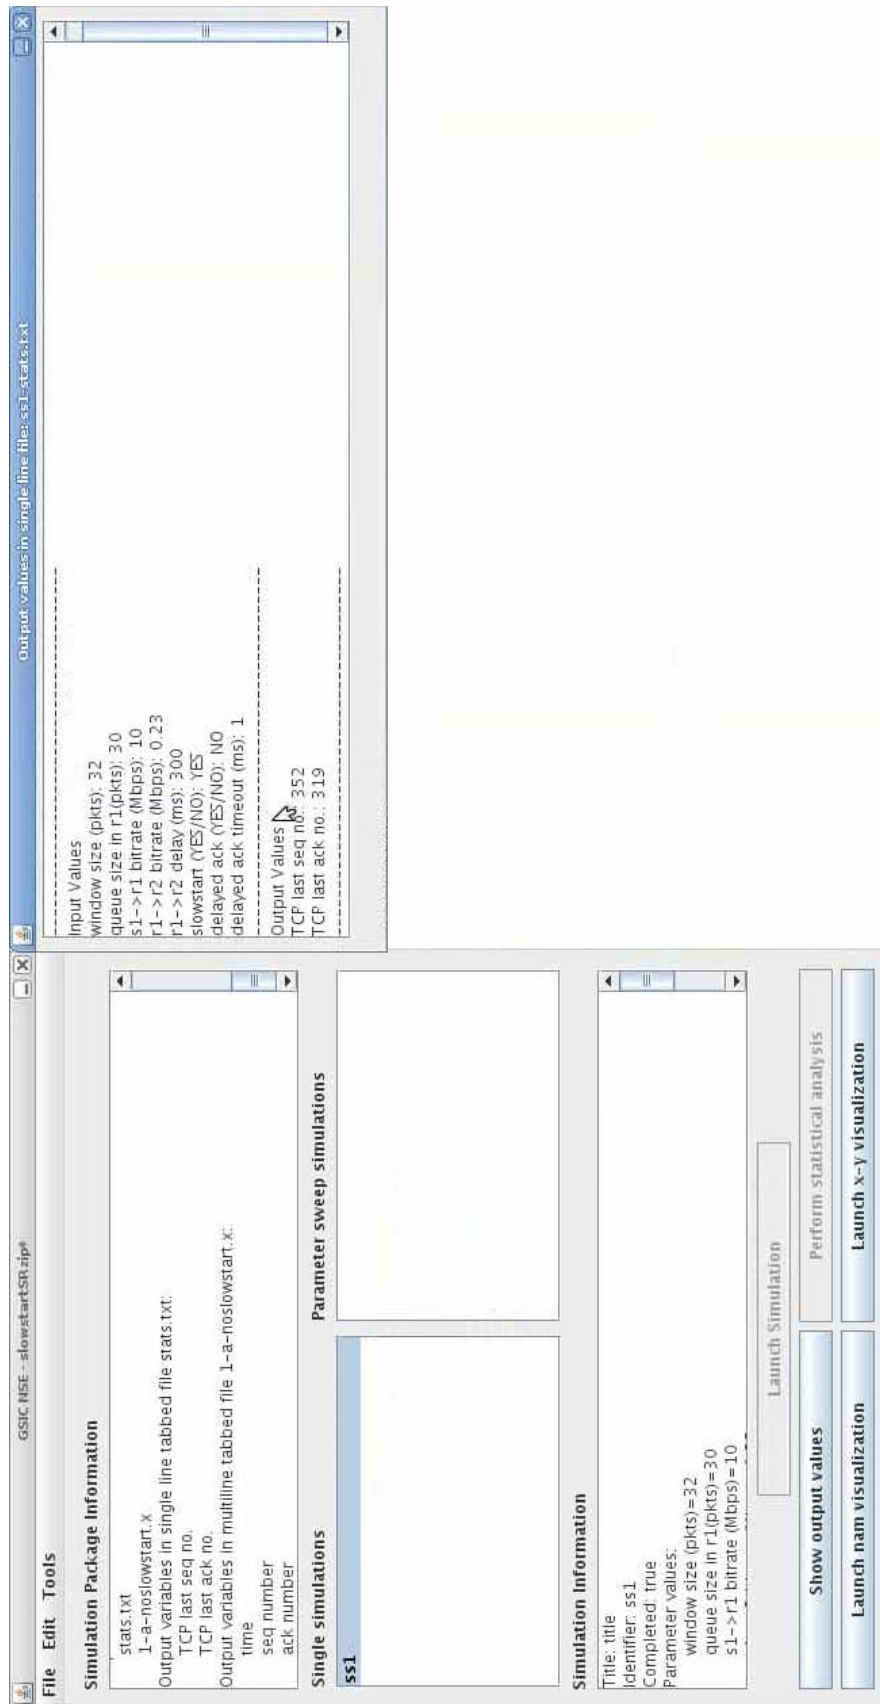 GSIC NSE - slowstartSR.zip*
File Edit Tools
Simulation Package Information
stats.txt
1-a-noslowstart.x
Output variables in single line tabbed file stats.txt:
TCP last seq no.
TCP last ack no.
Output variables in multiline tabbed file 1-a-noslowstart.x:
time
seq number
ack number
Single simulations
Parameter sweep simulations
ss1
Simulation Information
Title: title
Identifier: ss1
Completed: true
Parameter values:
window size (pkts)=32
queue size in r1(pkts)=30
s1->r1 bitrate (Mbps)=10
Launch Simulation
Show output values
Perform statistical analysis
Launch nam visualization
Launch x-y visualization
Output values in single line file: ss1-stats.txt
Input Values
window size (pkts): 32
queue size in r1(pkts): 30
s1->r1 bitrate (Mbps): 10
r1->r2 bitrate (Mbps): 0.23
r1->r2 delay (ms): 300
slowstart (YES/NO): YES
delayed ack (YES/NO): NO
delayed ack timeout (ms): 1
Output Values
TCP last seq no.: 352
TCP last ack no.: 319